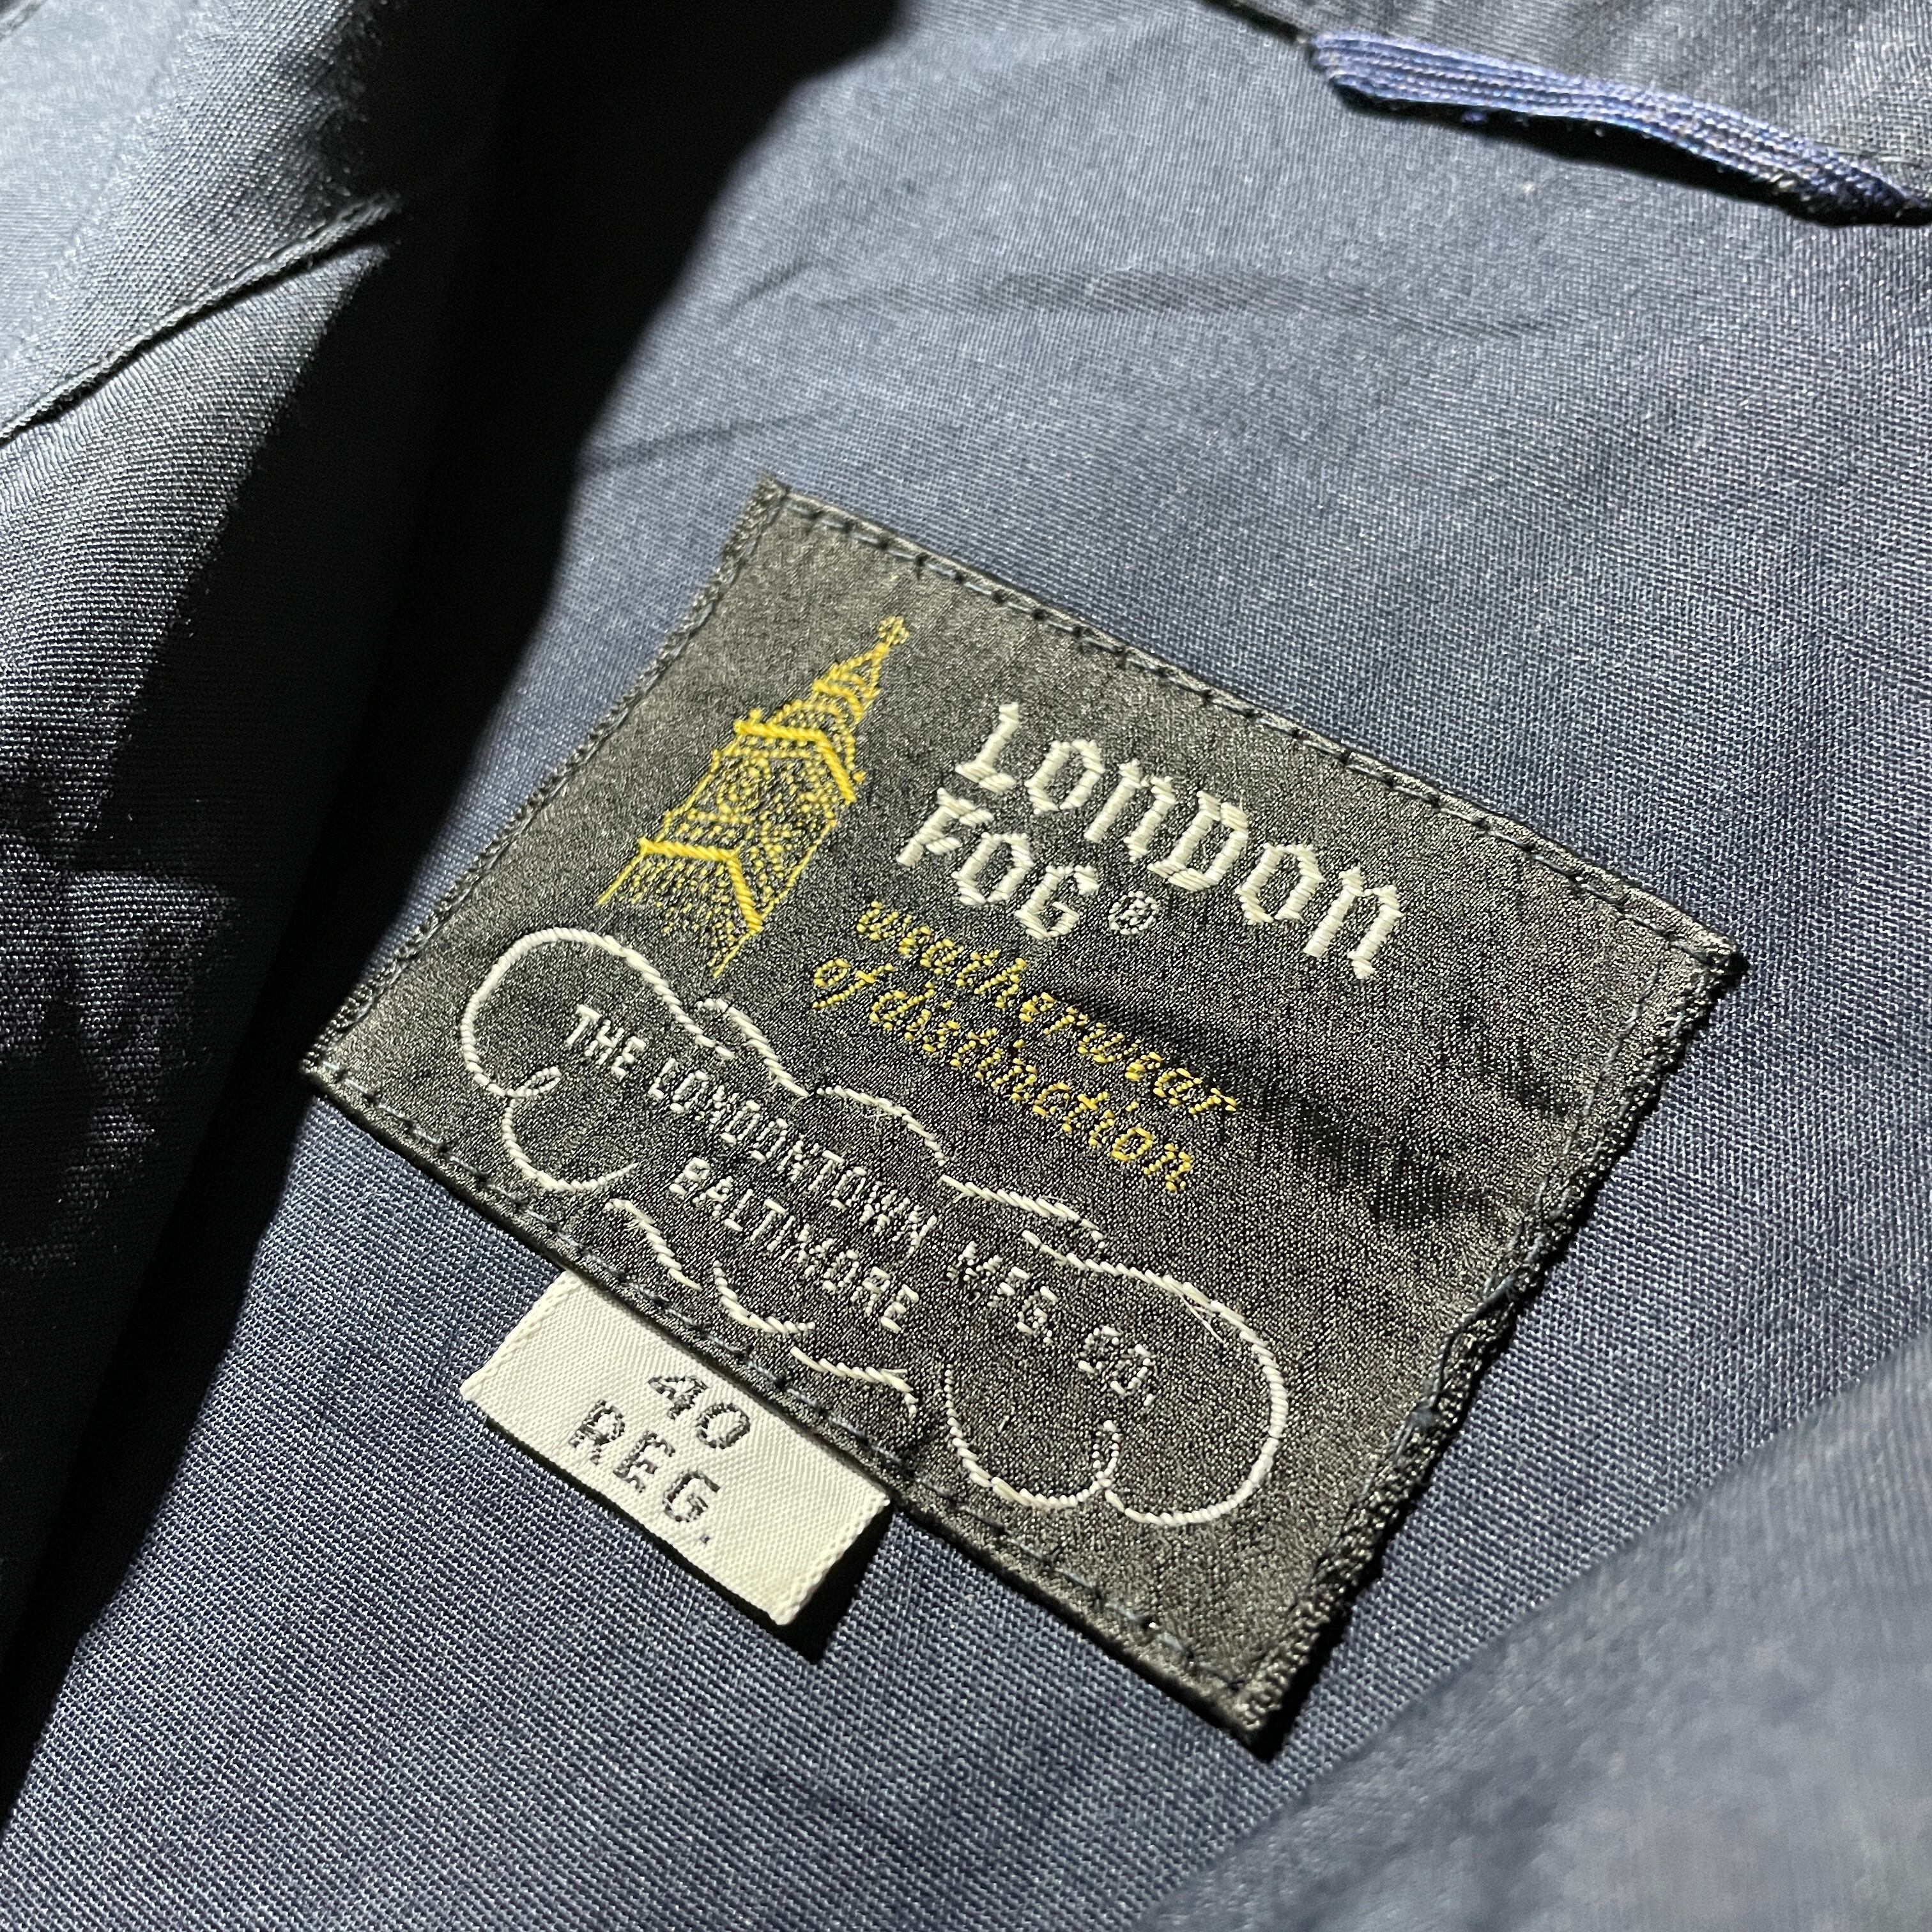 LONDON
FOG®
weatherwear
of distinction
THE LONDONTOWN MFG. CO.
BALTIMORE
40
REG.